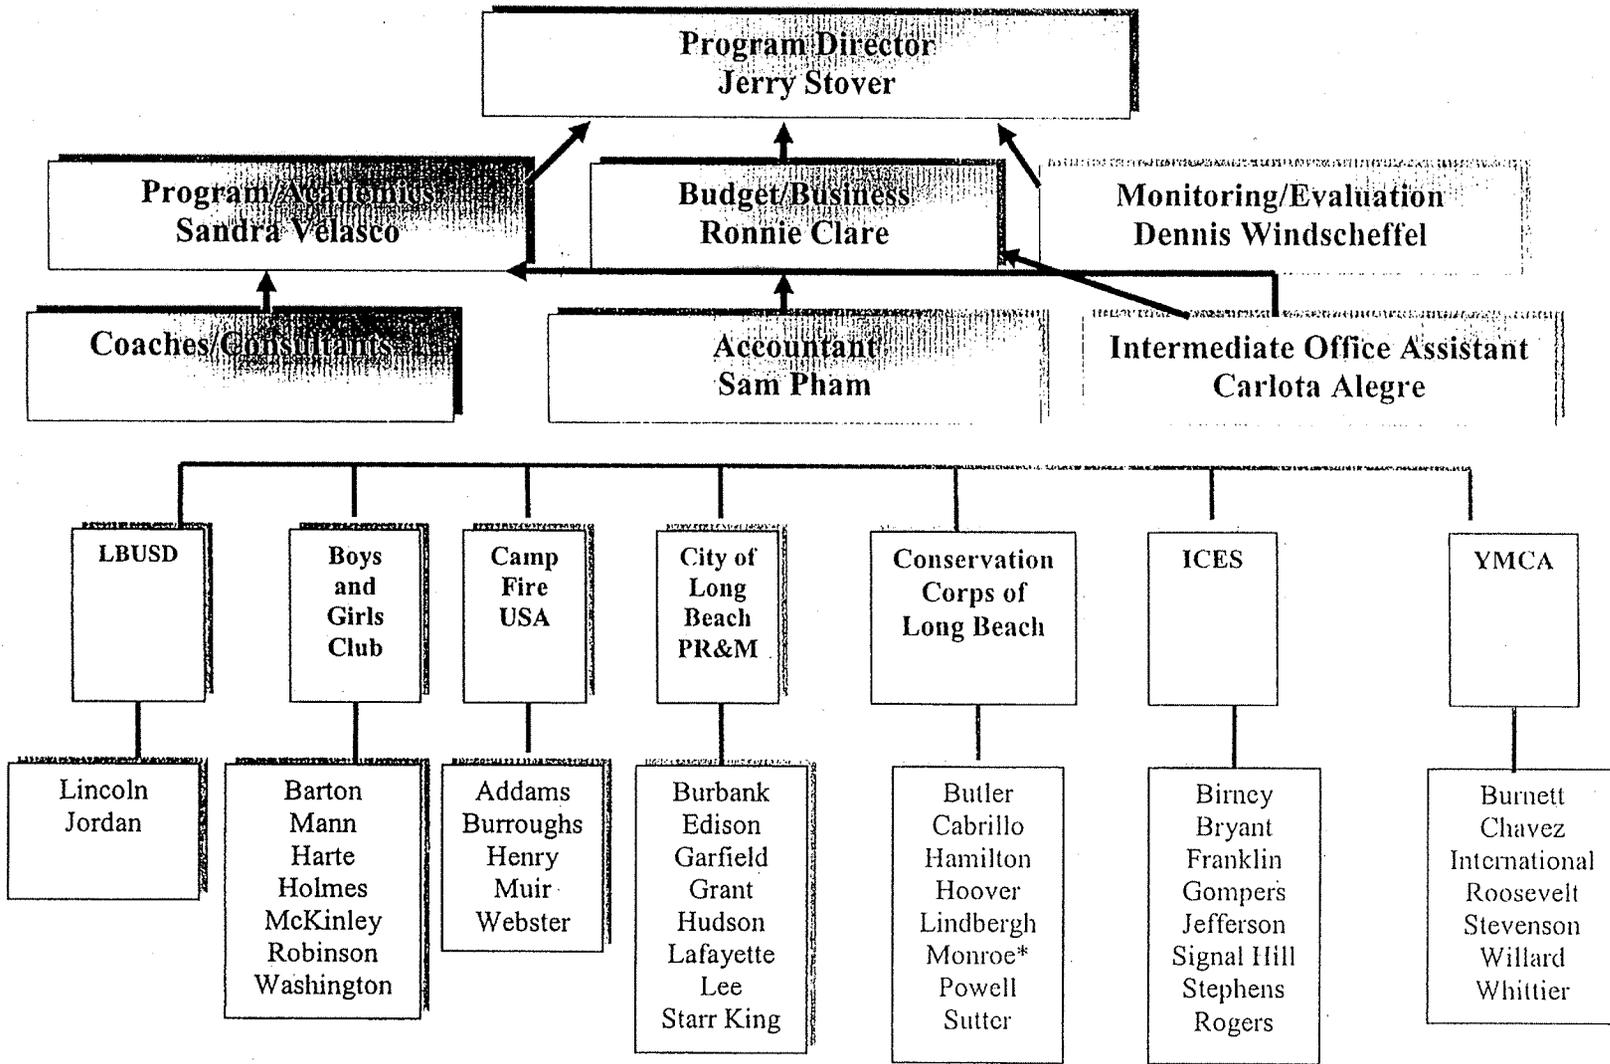 Program Director
Jerry Stover
Program/Academics
Sandra Velasco
Budget/Business
Ronnie Clare
Monitoring/Evaluation
Dennis Windscheffel
Coaches/Consultants
Accountant
Sam Pham
Intermediate Office Assistant
Carlota Alegre
LBUSD
Boys
and
Girls
Club
Camp
Fire
USA
City of
Long
Beach
PR&M
Conservation
Corps of
Long Beach
ICES
YMCA
Lincoln
Jordan
Barton
Mann
Harte
Holmes
McKinley
Robinson
Washington
Addams
Burroughs
Henry
Muir
Webster
Burbank
Edison
Garfield
Grant
Hudson
Lafayette
Lee
Starr King
Butler
Cabrillo
Hamilton
Hoover
Lindbergh
Monroe*
Powell
Sutter
Birney
Bryant
Franklin
Gompers
Jefferson
Signal Hill
Stephens
Rogers
Burnett
Chavez
International
Roosevelt
Stevenson
Willard
Whittier